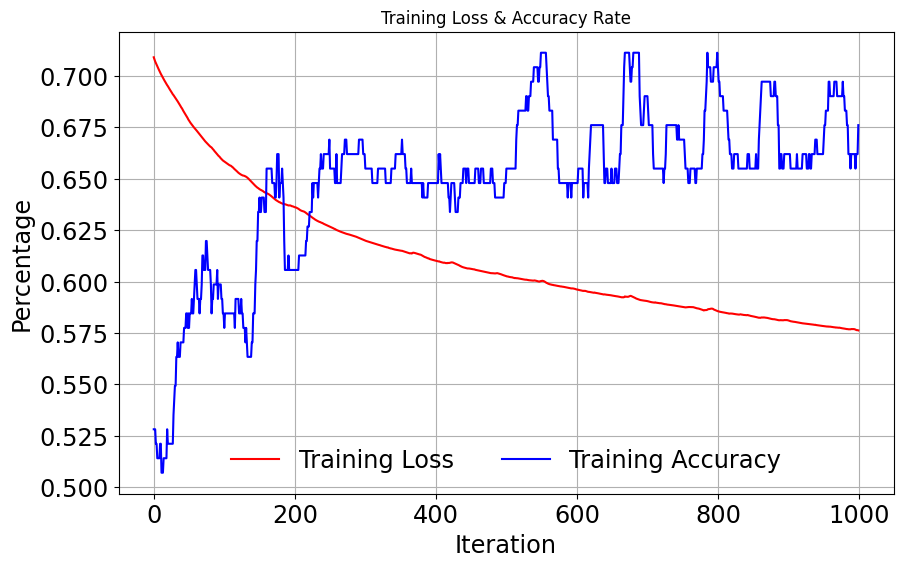 Training Loss & Accuracy Rate
0.700
0.675
0.650
0.625
0.600
0.575
0.550
0.525
0.500
Percentage
Training Loss
Training Accuracy
0 200 400 600 800 1000
Iteration